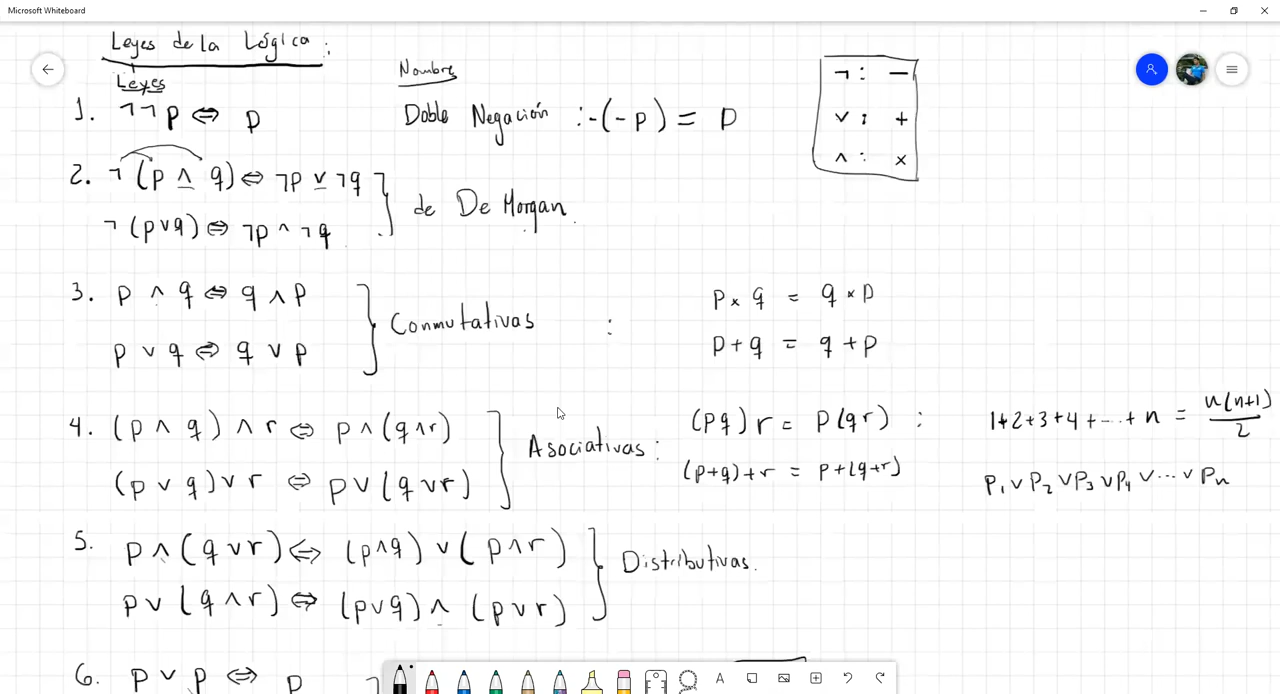 Microsoft Whiteboard
Leyes de la Lógica :
Leyes
Nombre
¬ : −
∨ : +
∧ : ×
1. ¬¬p ⇔ p Doble Negación : -(-p) = p
2. ¬(p ∧ q) ⇔ ¬p ∨ ¬q
¬(p∨q) ⇔ ¬p ∧ ¬q
de De Morgan.
3. p ∧ q ⇔ q ∧ p
p ∨ q ⇔ q ∨ p
Conmutativas :
p × q = q × p
p + q = q + p
4. (p ∧ q) ∧ r ⇔ p ∧ (q ∧ r)
(p ∨ q) ∨ r ⇔ p ∨ (q ∨ r)
Asociativas :
(pq) r = p(qr) :
(p+q)+r = p+(q+r)
1+2+3+4+...+n = n(n+1)/2
p₁ ∨ p₂ ∨ p₃ ∨ p₄ ∨ ... ∨ pₙ
5. p ∧ (q ∨ r) ⇔ (p∧q) ∨ (p ∧ r)
p ∨ (q ∧ r) ⇔ (p∨q) ∧ (p ∨ r)
Distributivas.
6. p ∨ p ⇔ p